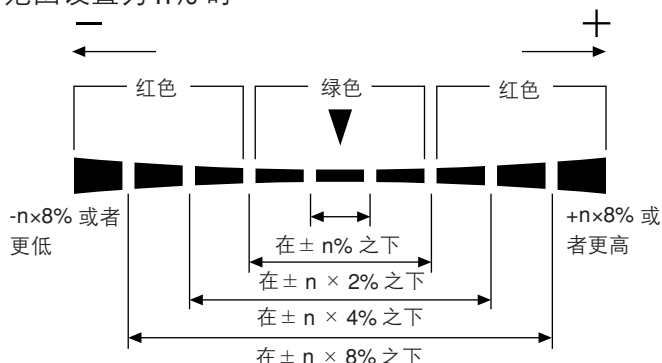 范围设置为n% 时
− +
红色 绿色 红色
-n×8% 或者
更低
+n×8% 或
者更高
在± n% 之下
在± n × 2% 之下
在± n × 4% 之下
在± n × 8% 之下